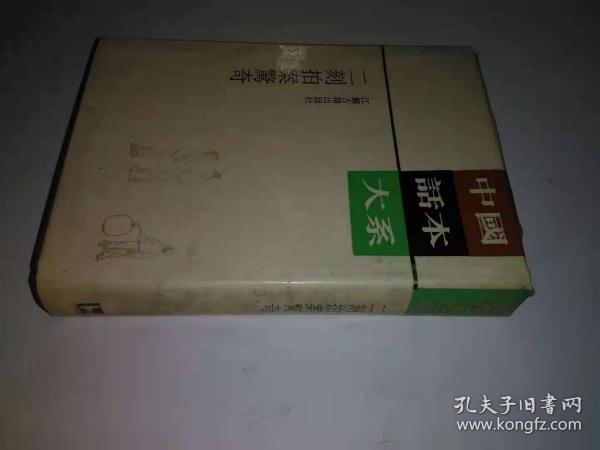 中國
話本
大系
二刻拍案驚奇
江蘇古籍出版社
二刻拍案驚奇
孔夫子旧书网
www.kongfz.com